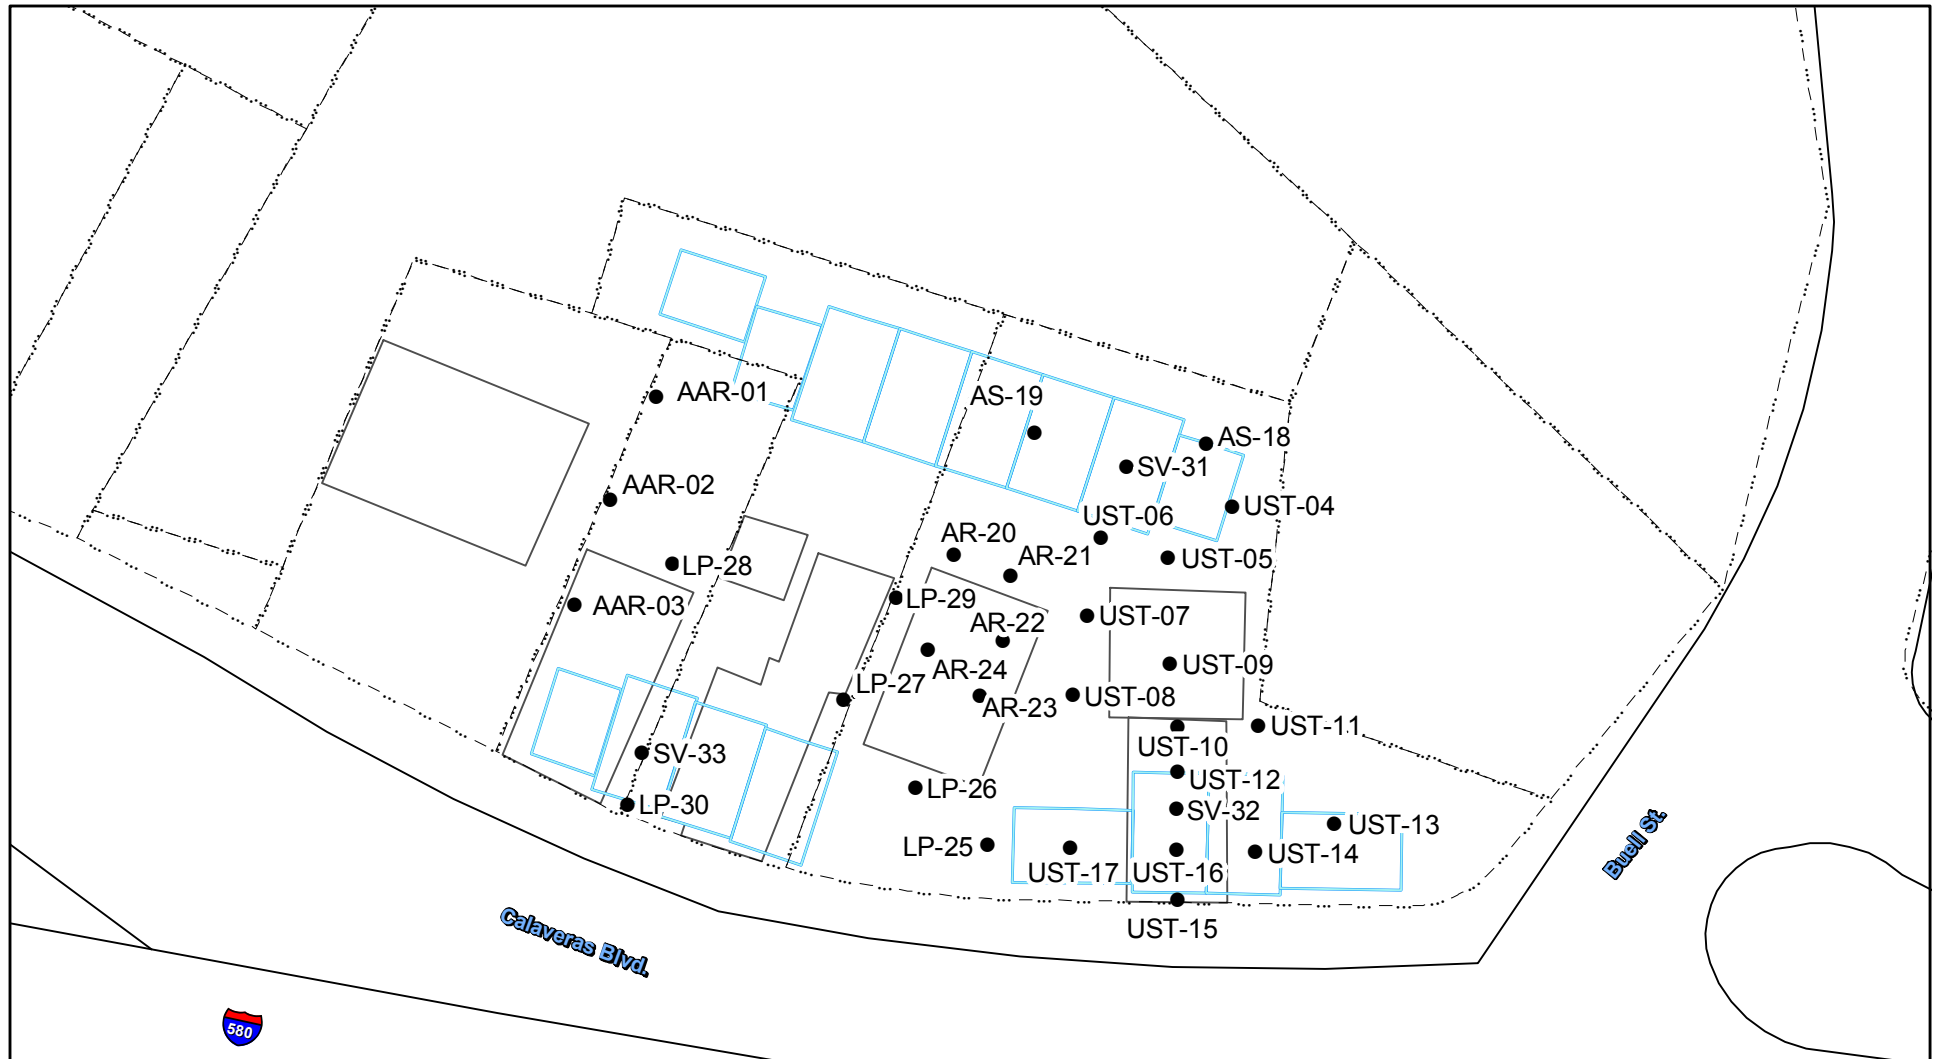 AAR-01
AS-19
AS-18
SV-31
AAR-02
UST-04
UST-06
AR-20
AR-21
UST-05
LP-28
AAR-03
LP-29
UST-07
AR-22
AR-24
UST-09
LP-27
UST-08
AR-23
UST-11
UST-10
SV-33
UST-12
LP-26
LP-30
SV-32
UST-13
LP-25
UST-14
UST-17
UST-16
UST-15
Buell St.
Calaveras Blvd.
580